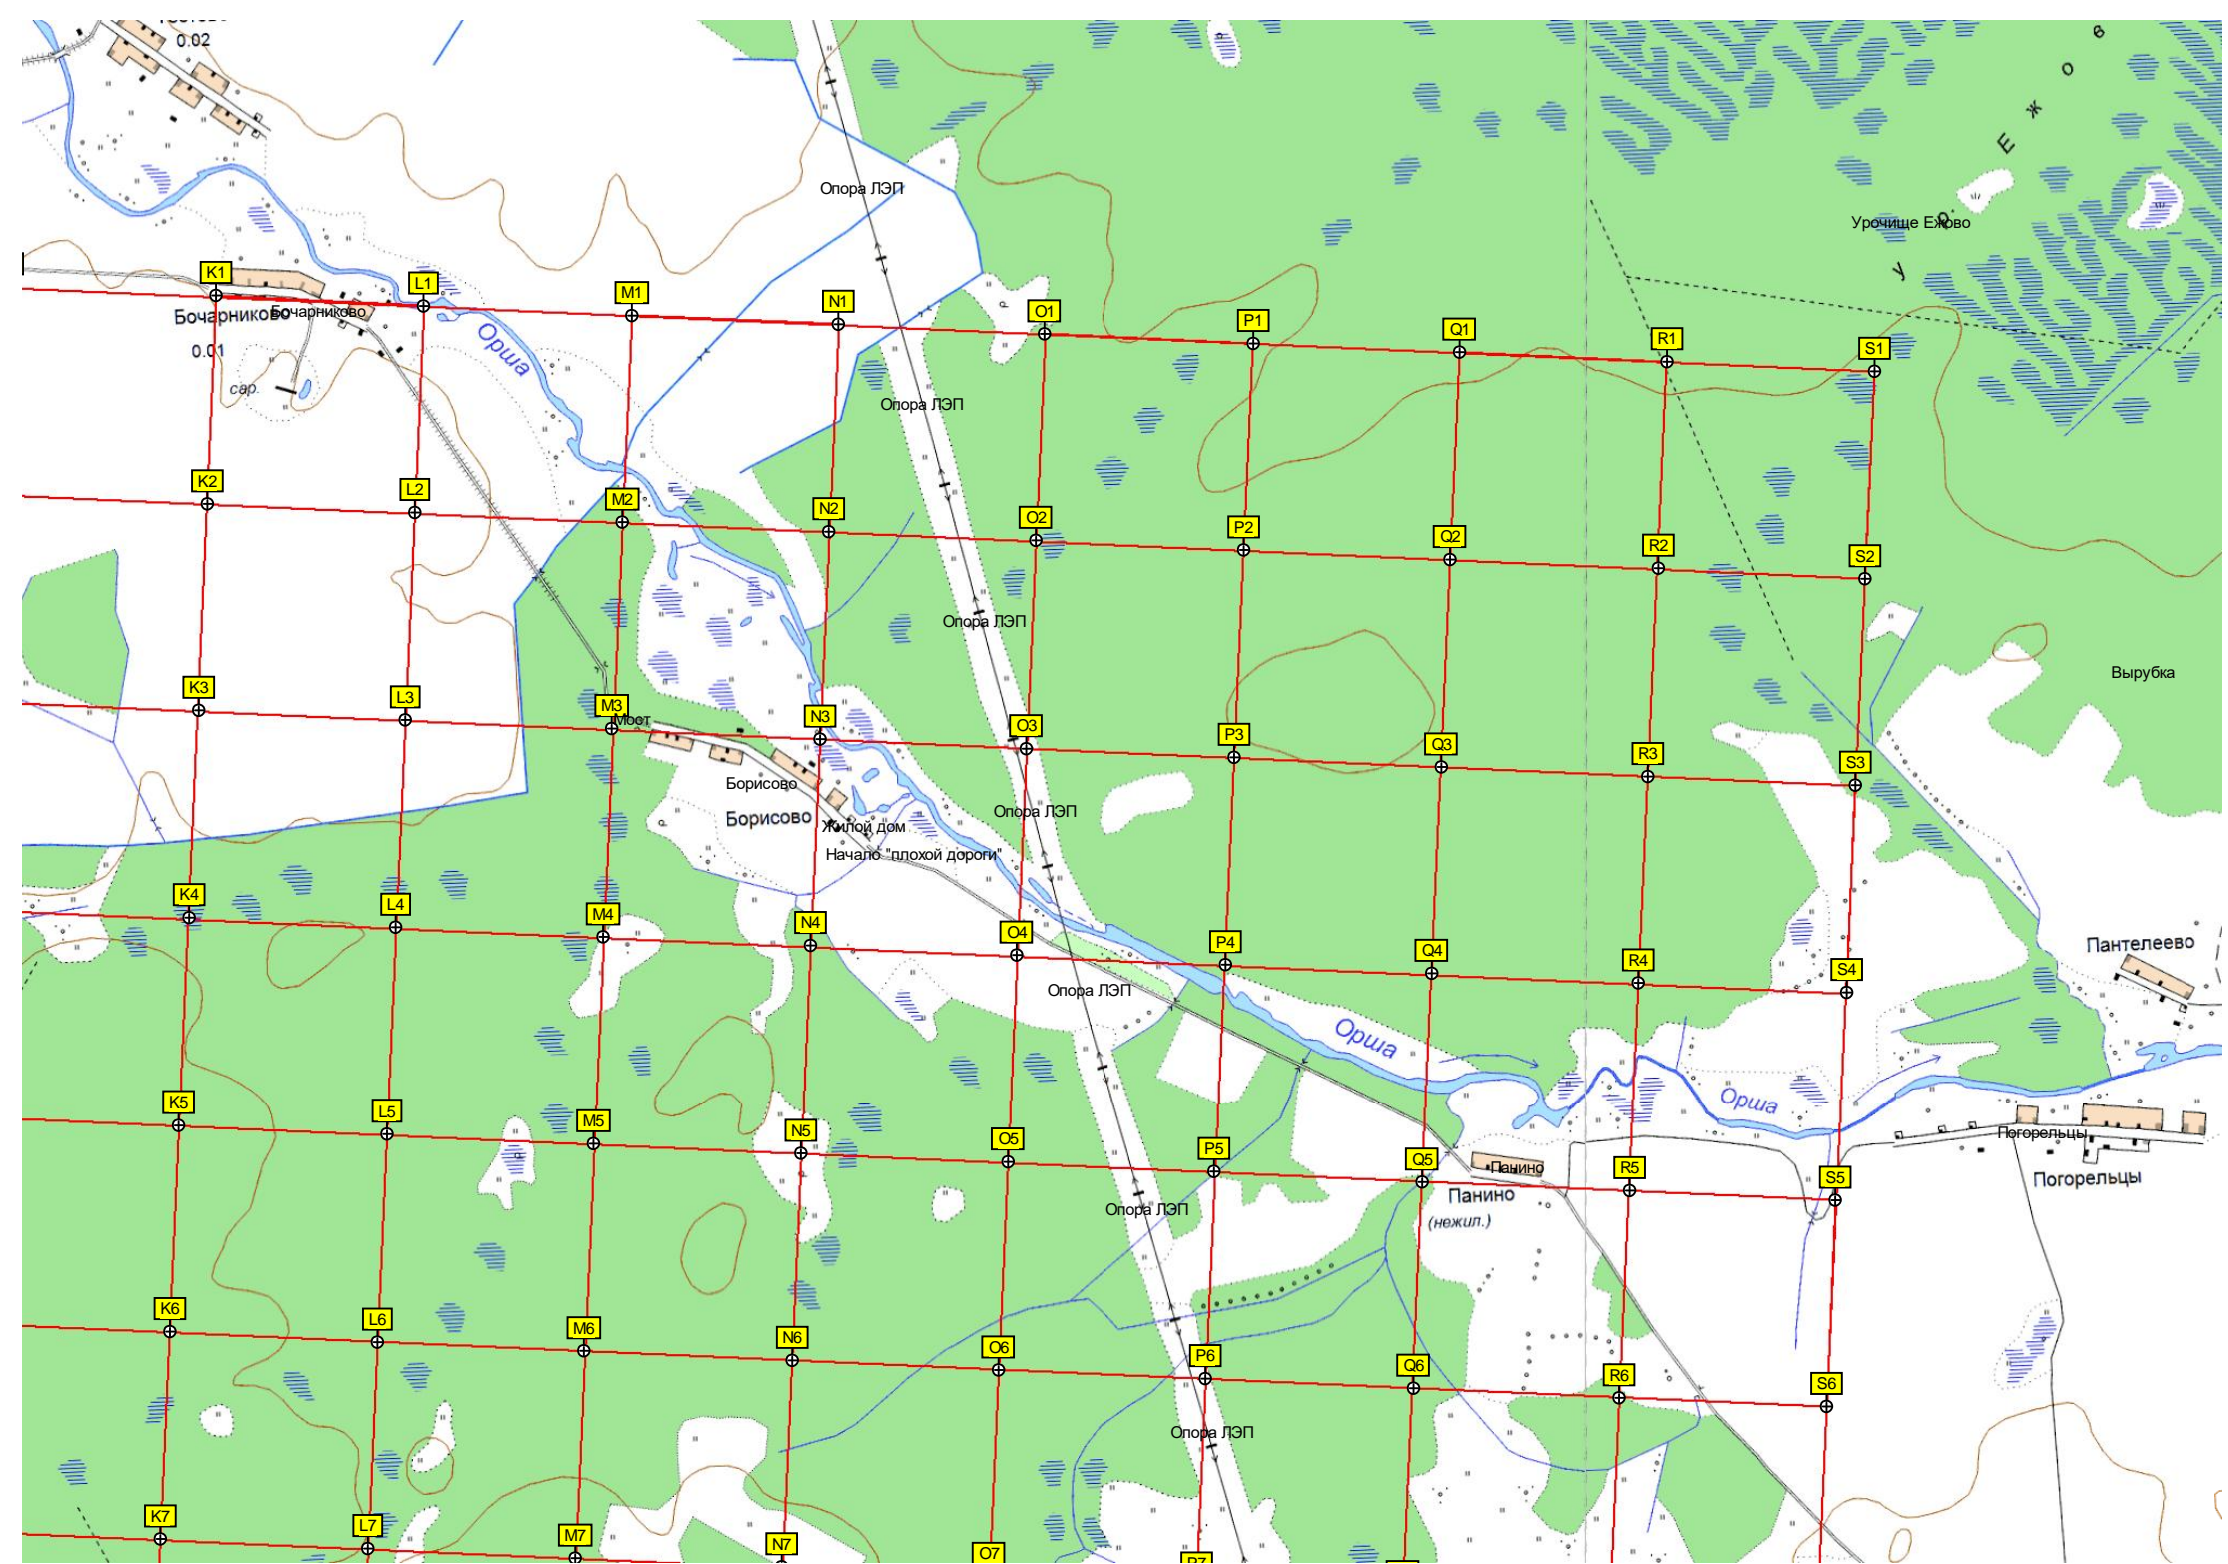 0.02
Е ж о в
у р.
Опора ЛЭП
Урочище Ежово
K1
L1
M1
N1
O1
P1
Q1
R1
S1
Бочарниково
Бочарниково
0.01
сар.
Орша
Опора ЛЭП
K2
L2
M2
N2
O2
P2
Q2
R2
S2
Опора ЛЭП
Вырубка
K3
L3
M3
Мост
N3
O3
P3
Q3
R3
S3
Борисово
Борисово
Опора ЛЭП
Жилой дом
Начало "плохой дороги"
K4
L4
M4
N4
O4
P4
Q4
R4
S4
Пантелеево
Опора ЛЭП
Орша
Орша
K5
L5
M5
N5
O5
P5
Q5
R5
S5
Погорельцы
Погорельцы
Панино
Панино
(нежил.)
Опора ЛЭП
K6
L6
M6
N6
O6
P6
Q6
R6
S6
Опора ЛЭП
K7
L7
M7
N7
O7
P7